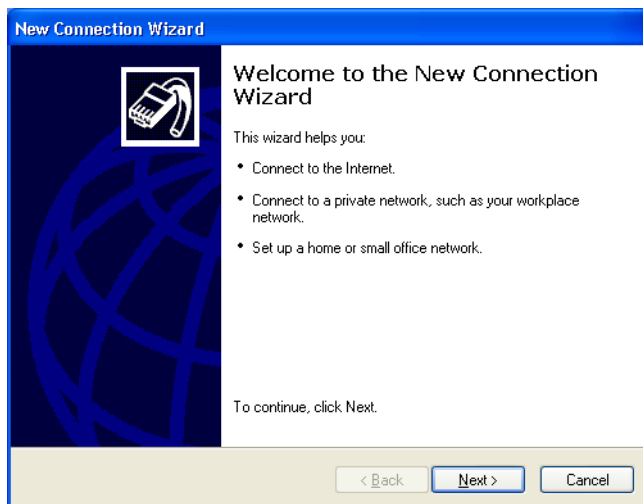 New Connection Wizard
Welcome to the New Connection
Wizard
This wizard helps you:
• Connect to the Internet.
• Connect to a private network, such as your workplace
network.
• Set up a home or small office network.
To continue, click Next.
< Back
Next >
Cancel